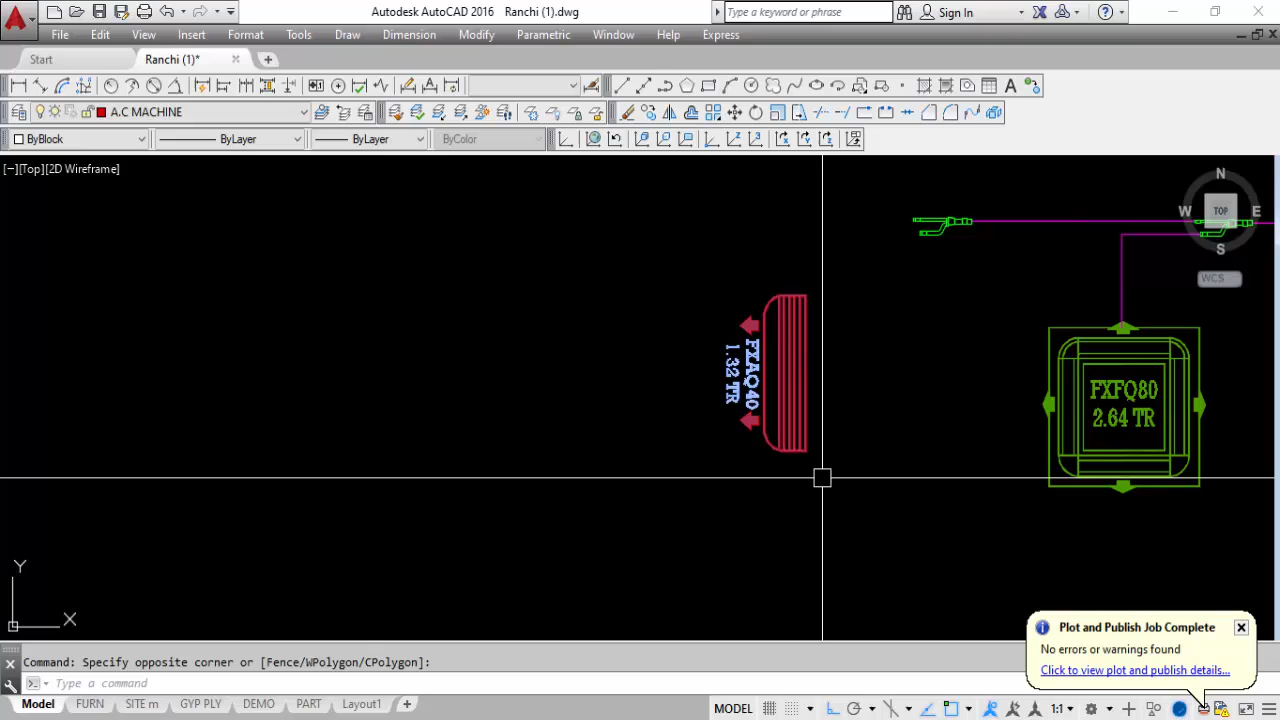 Autodesk AutoCAD 2016 Ranchi (1).dwg
Type a keyword or phrase
Sign In
File Edit View Insert Format Tools Draw Dimension Modify Parametric Window Help Express
Start
Ranchi (1)*
A.C MACHINE
ByBlock
ByLayer
ByLayer
ByColor
[−][Top][2D Wireframe]
N
W
TOP
E
S
WCS
FXAQ40
1.32 TR
FXFQ80
2.64 TR
Y
X
Plot and Publish Job Complete
No errors or warnings found
Click to view plot and publish details...
Command: Specify opposite corner or [Fence/WPolygon/CPolygon]:
Type a command
Model FURN SITE m GYP PLY DEMO PART Layout1
MODEL
1:1